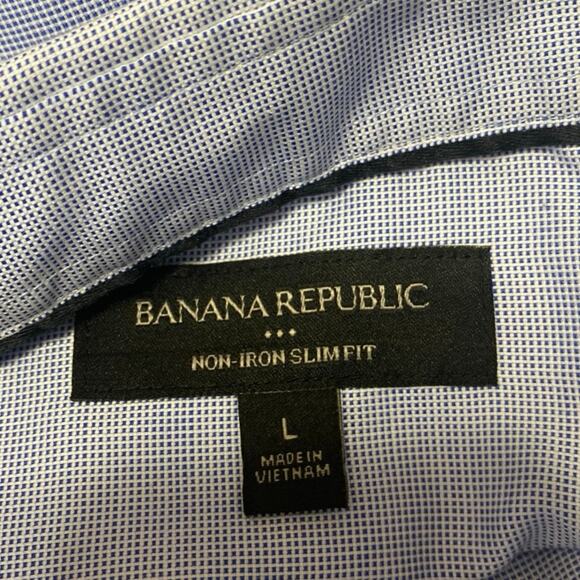 BANANA REPUBLIC
NON-IRON SLIM FIT
L
MADE IN
VIETNAM